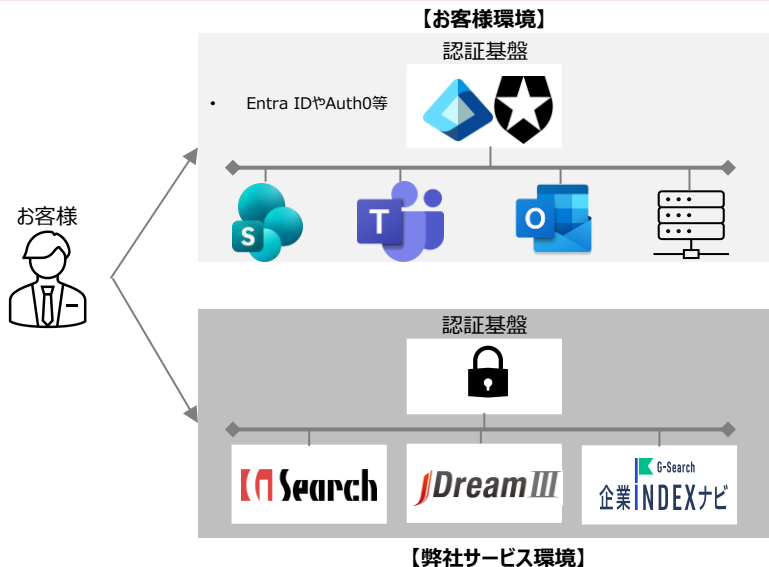 【お客様環境】
認証基盤
• Entra IDやAuth0等
S
T
O
お客様
認証基盤
G Search
JDream III
G-Search
企業INDEXナビ
【弊社サービス環境】